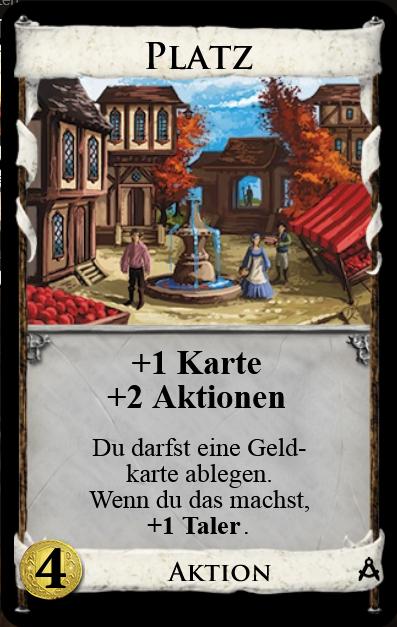 PLATZ
+1 Karte
+2 Aktionen
Du darfst eine Geld-
karte ablegen.
Wenn du das machst,
+1 Taler.
4
AKTION